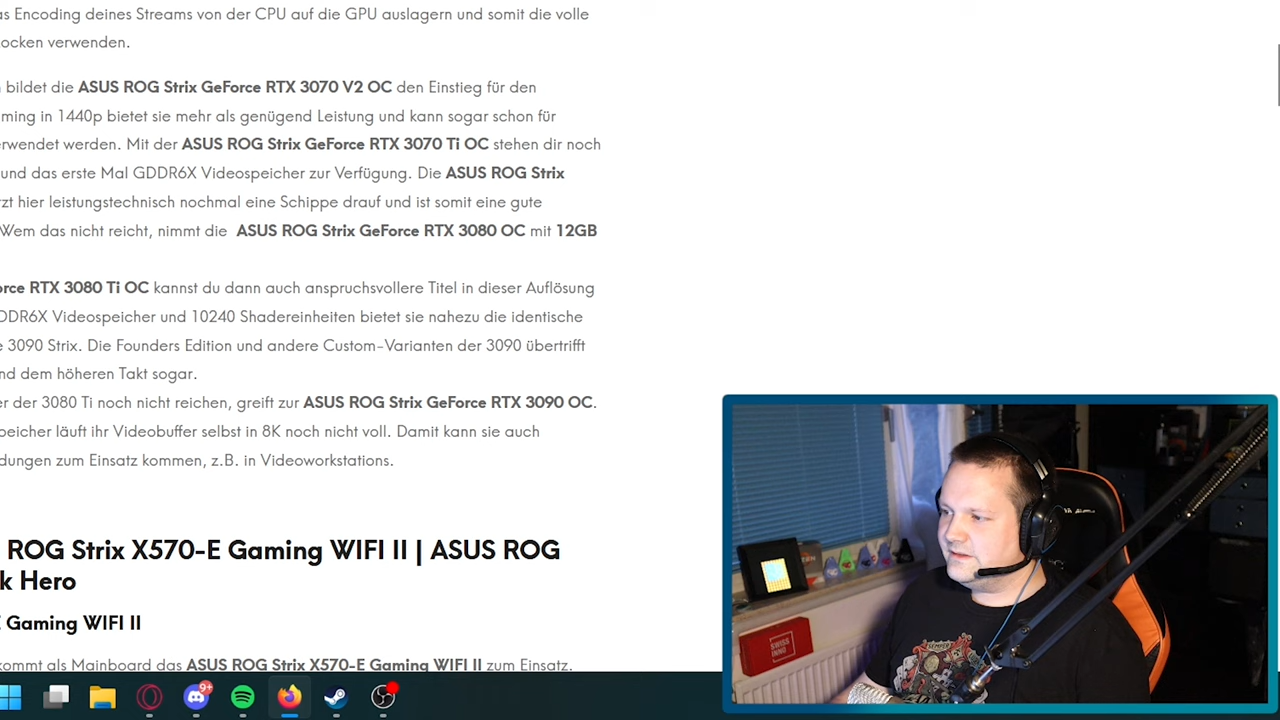 as Encoding deines Streams von der CPU auf die GPU auslagern und somit die volle
ocken verwenden.
bildet die ASUS ROG Strix GeForce RTX 3070 V2 OC den Einstieg für den
ming in 1440p bietet sie mehr als genügend Leistung und kann sogar schon für
erwendet werden. Mit der ASUS ROG Strix GeForce RTX 3070 Ti OC stehen dir noch
und das erste Mal GDDR6X Videospeicher zur Verfügung. Die ASUS ROG Strix
zt hier leistungstechnisch nochmal eine Schippe drauf und ist somit eine gute
Wem das nicht reicht, nimmt die ASUS ROG Strix GeForce RTX 3080 OC mit 12GB
orce RTX 3080 Ti OC kannst du dann auch anspruchsvollere Titel in dieser Auflösung
DDR6X Videospeicher und 10240 Shadereinheiten bietet sie nahezu die identische
e 3090 Strix. Die Founders Edition und andere Custom-Varianten der 3090 übertrifft
nd dem höheren Takt sogar.
er der 3080 Ti noch nicht reichen, greift zur ASUS ROG Strix GeForce RTX 3090 OC.
peicher läuft ihr Videobuffer selbst in 8K noch nicht voll. Damit kann sie auch
dungen zum Einsatz kommen, z.B. in Videoworkstations.
ROG Strix X570-E Gaming WIFI II | ASUS ROG
k Hero
E Gaming WIFI II
kommt als Mainboard das ASUS ROG Strix X570-E Gaming WIFI II zum Einsatz.
9+
SWISS
INNO